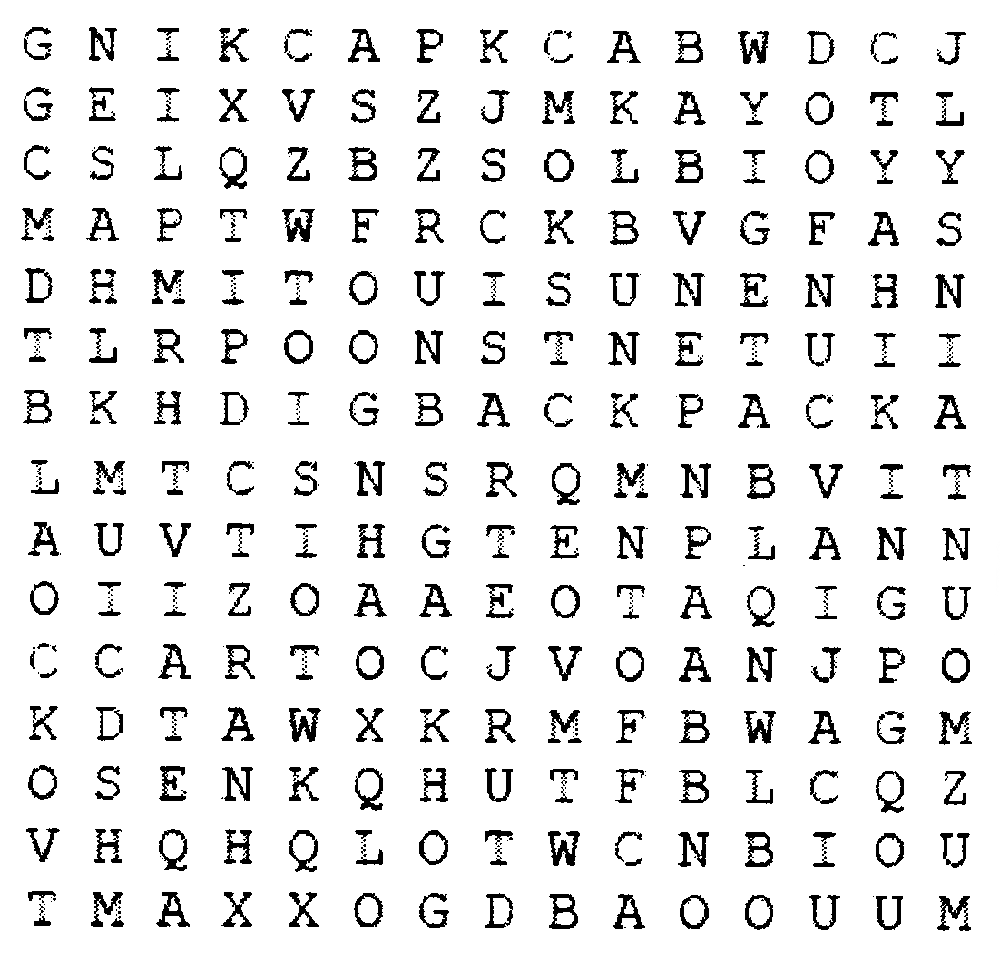 G N I K C A P K C A B W D C J
G E I X V S Z J M K A Y O T L
C S L Q Z B Z S O L B I O Y Y
M A P T W F R C K B V G F A S
D H M I T O U I S U N E N H N
T L R P O O N S T N E T U I I
B K H D I G B A C K P A C K A
L M T C S N S R Q M N B V I T
A U V T I H G T E N P L A N N
O I I Z O A A E O T A Q I G U
C C A R T O C J V O A N J P O
K D T A W X K R M F B W A G M
O S E N K Q H U T F B L C Q Z
V H Q H Q L O T W C N B I O U
T M A X X O G D B A O O U U M